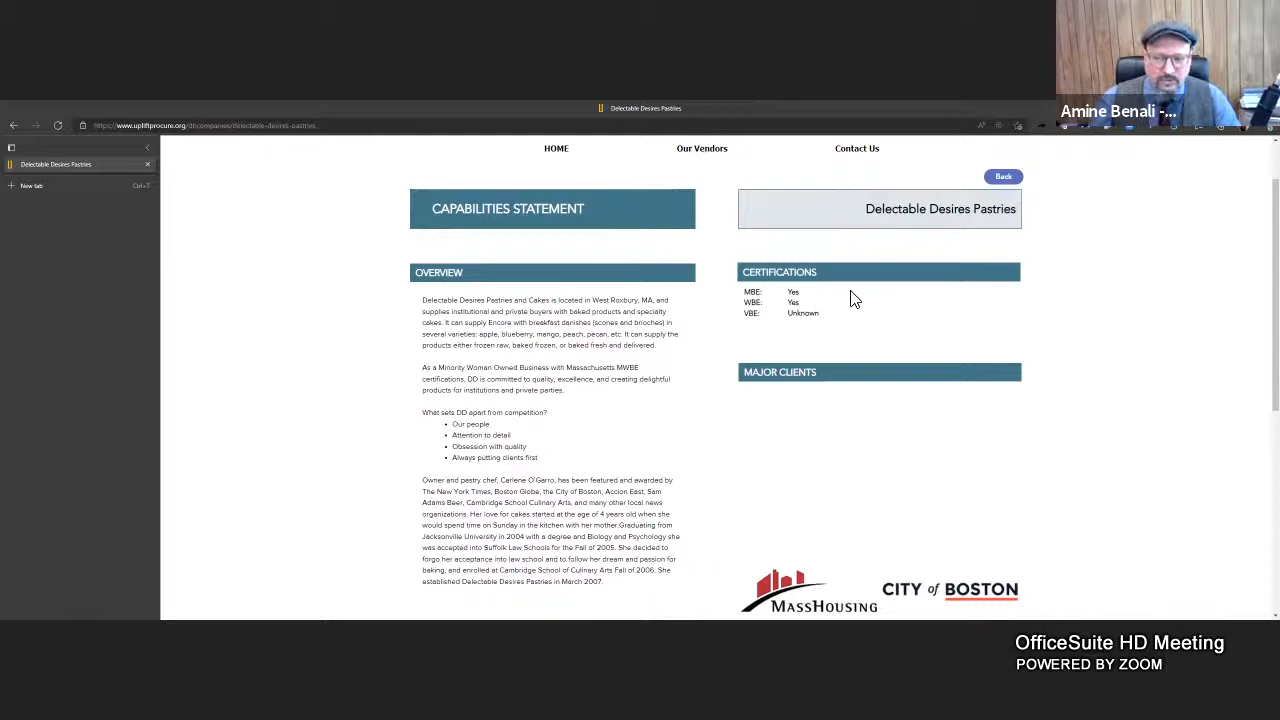 Amine Benali -...
Delectable Desires Pastries
https://www.upliftprocure.org/dbcompanies/delectable-desires-pastries
Delectable Desires Pastries
New tab
Ctrl+T
HOME
Our Vendors
Contact Us
Back
CAPABILITIES STATEMENT
Delectable Desires Pastries
OVERVIEW
Delectable Desires Pastries and Cakes is located in West Roxbury, MA, and
supplies institutional and private buyers with baked products and specialty
cakes. It can supply Encore with breakfast danishes (scones and brioches) in
several varieties: apple, blueberry, mango, peach, pecan, etc. It can supply the
products either frozen raw, baked frozen, or baked fresh and delivered.
As a Minority Woman Owned Business with Massachusetts MWBE
certifications, DD is committed to quality, excellence, and creating delightful
products for institutions and private parties.
What sets DD apart from competition?
• Our people
• Attention to detail
• Obsession with quality
• Always putting clients first
Owner and pastry chef, Carlene O'Garro, has been featured and awarded by
The New York Times, Boston Globe, the City of Boston, Accion East, Sam
Adams Beer, Cambridge School Culinary Arts, and many other local news
organizations. Her love for cakes started at the age of 4 years old when she
would spend time on Sunday in the kitchen with her mother.Graduating from
Jacksonville University in 2004 with a degree and Biology and Psychology she
was accepted into Suffolk Law Schools for the Fall of 2005. She decided to
forgo her acceptance into law school and to follow her dream and passion for
baking, and enrolled at Cambridge School of Culinary Arts Fall of 2006. She
established Delectable Desires Pastries in March 2007.
CERTIFICATIONS
MBE: Yes
WBE: Yes
VBE: Unknown
MAJOR CLIENTS
MASSHOUSING
CITY of BOSTON
OfficeSuite HD Meeting
POWERED BY ZOOM